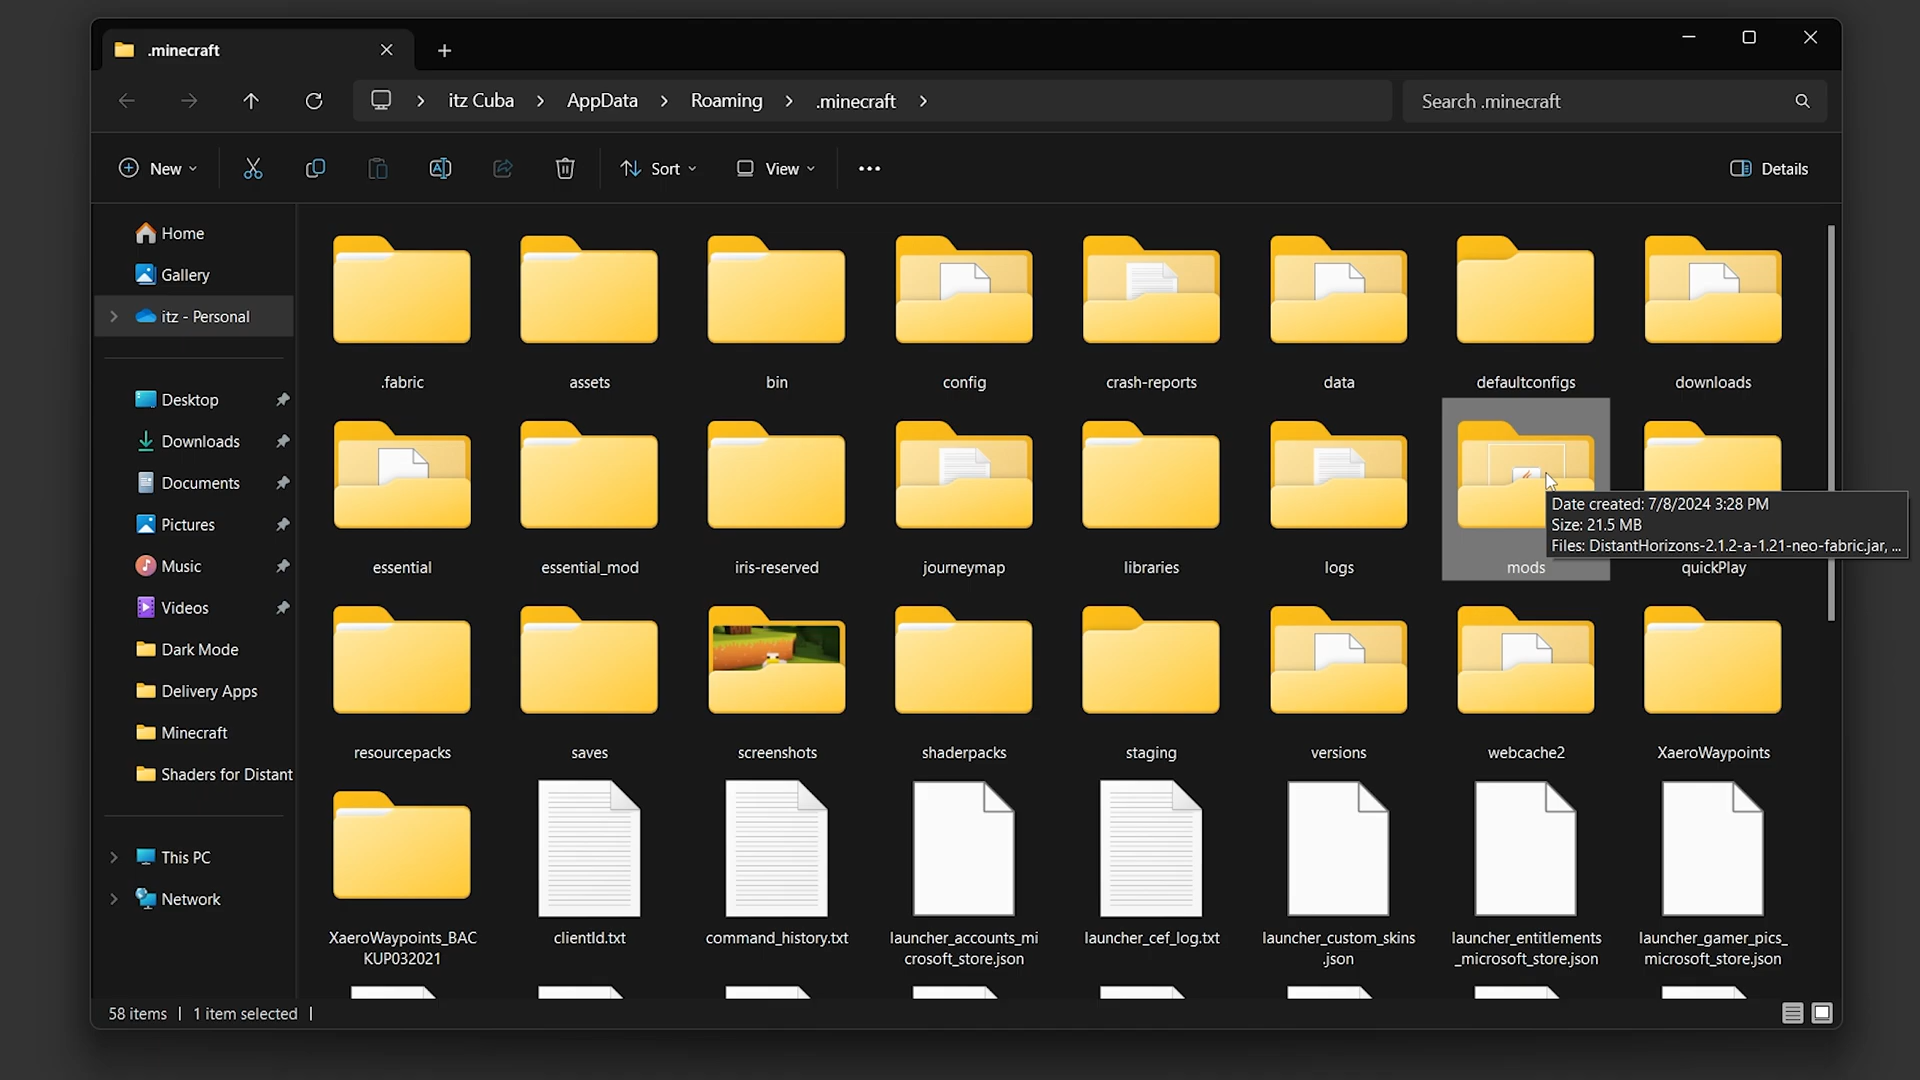 .minecraft
itz Cuba
AppData
Roaming
.minecraft
Search .minecraft
New
Sort
View
Details
Home
Gallery
itz - Personal
Desktop
Downloads
Documents
Pictures
Music
Videos
Dark Mode
Delivery Apps
Minecraft
Shaders for Distant
This PC
Network
.fabric
assets
bin
config
crash-reports
data
defaultconfigs
downloads
essential
essential_mod
iris-reserved
journeymap
libraries
logs
mods
quickPlay
Date created: 7/8/2024 3:28 PM
Size: 21.5 MB
Files: DistantHorizons-2.1.2-a-1.21-neo-fabric.jar, ...
resourcepacks
saves
screenshots
shaderpacks
staging
versions
webcache2
XaeroWaypoints
XaeroWaypoints_BAC
KUP032021
clientId.txt
command_history.txt
launcher_accounts_mi
crosoft_store.json
launcher_cef_log.txt
launcher_custom_skins
.json
launcher_entitlements
_microsoft_store.json
launcher_gamer_pics_
microsoft_store.json
58 items
1 item selected